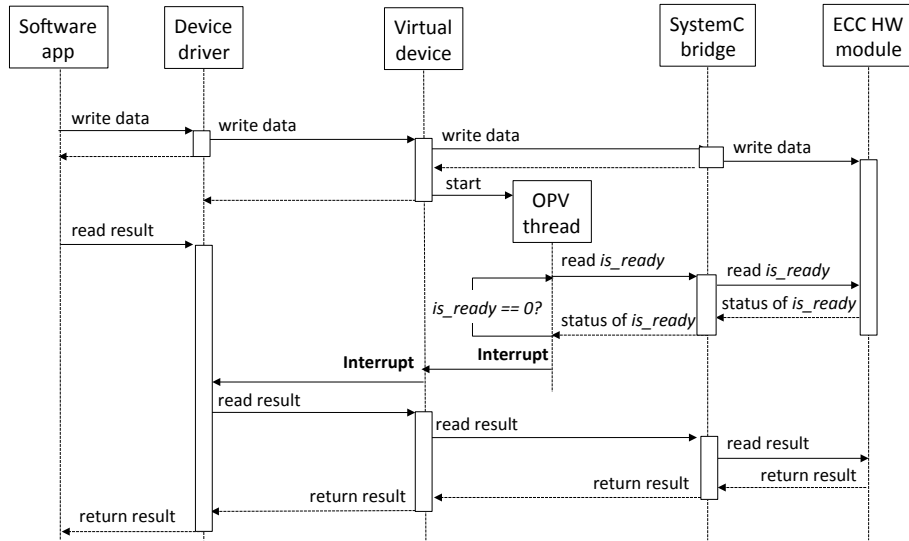 Software
app
Device
driver
Virtual
device
SystemC
bridge
ECC HW
module
write data
write data
write data
write data
start
OPV
thread
read result
read is_ready
read is_ready
is_ready == 0?
status of is_ready
status of is_ready
Interrupt
Interrupt
read result
read result
read result
return result
return result
return result
return result